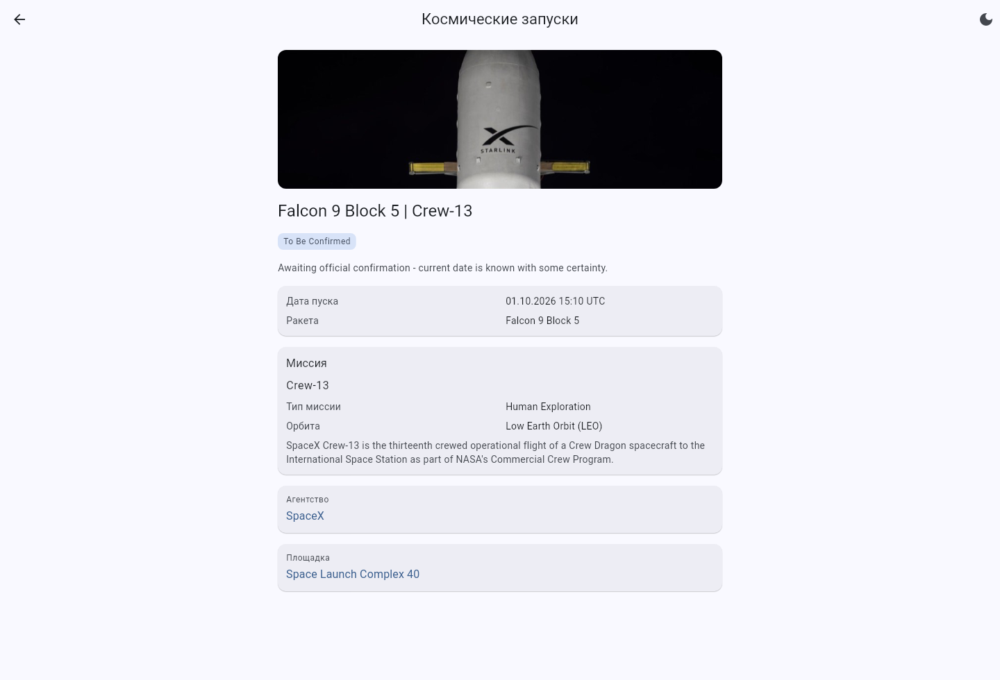 Космические запуски
STARLINK
Falcon 9 Block 5 | Crew-13
To Be Confirmed
Awaiting official confirmation - current date is known with some certainty.
Дата пуска 01.10.2026 15:10 UTC
Ракета Falcon 9 Block 5
Миссия
Crew-13
Тип миссии Human Exploration
Орбита Low Earth Orbit (LEO)
SpaceX Crew-13 is the thirteenth crewed operational flight of a Crew Dragon spacecraft to the
International Space Station as part of NASA's Commercial Crew Program.
Агентство
SpaceX
Площадка
Space Launch Complex 40